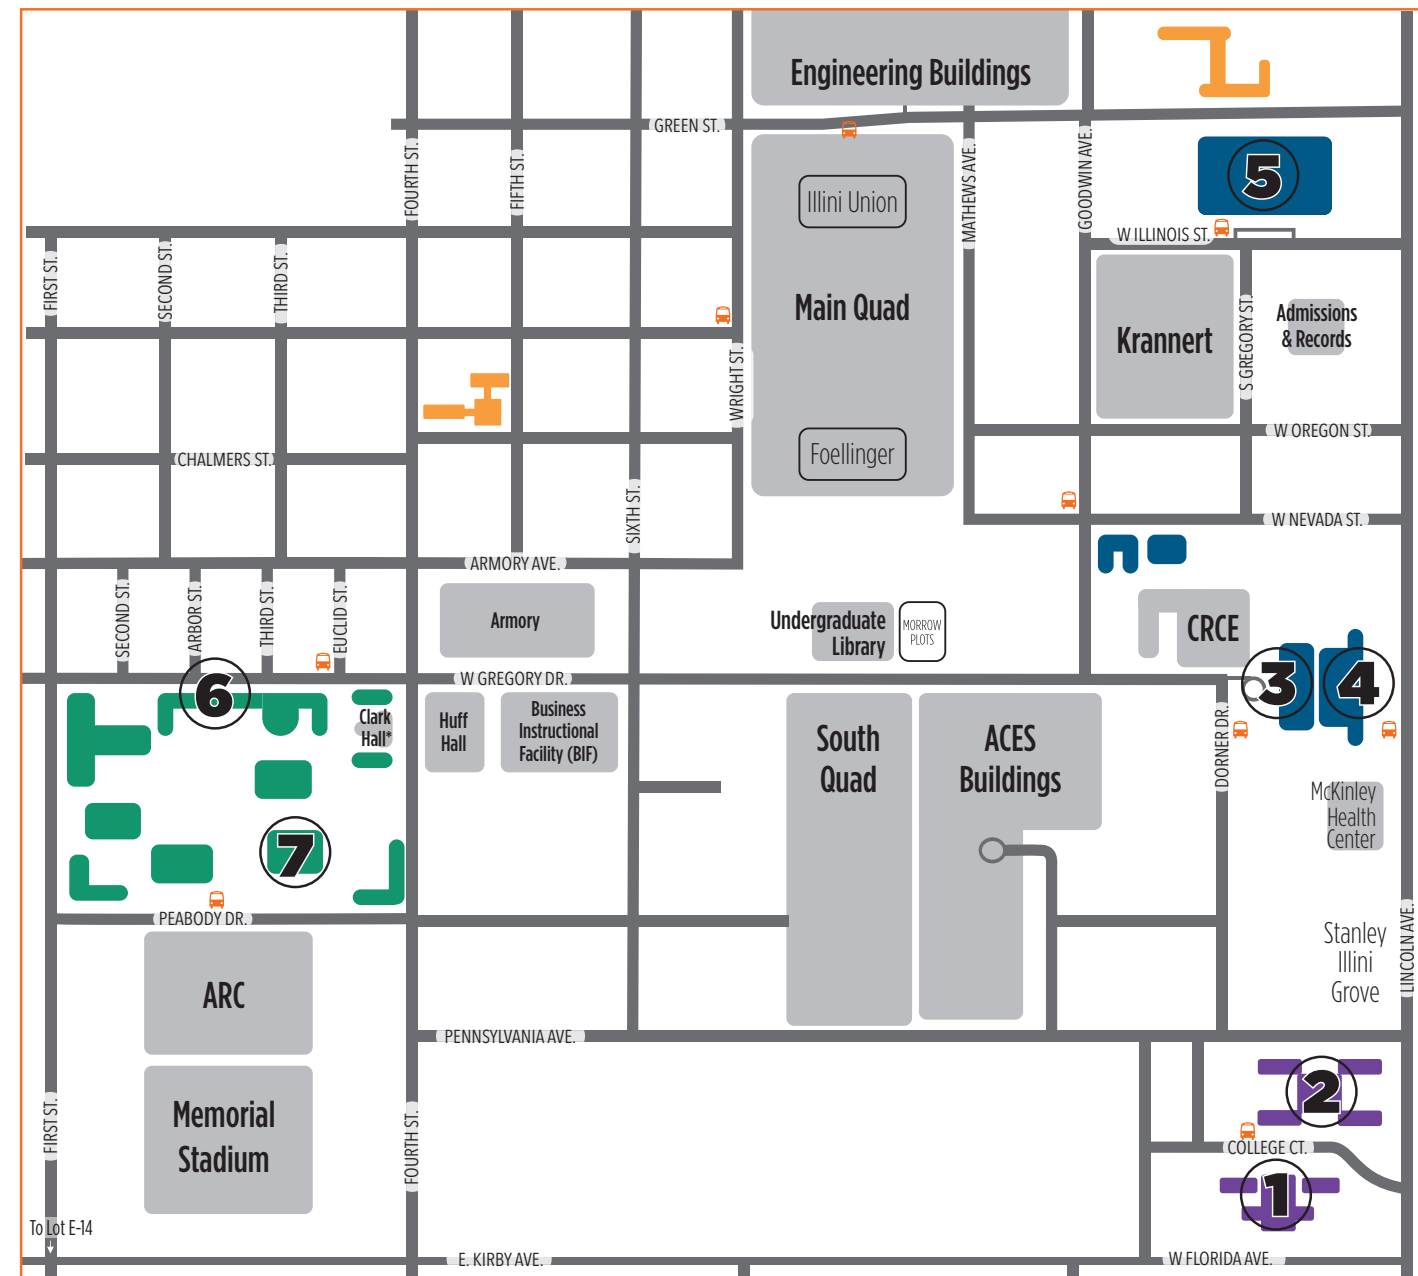 Engineering Buildings
GREEN ST.
FOURTH ST.
FIFTH ST.
MATHEWS AVE.
GOODWIN AVE.
5
Illini Union
W ILLINOIS ST.
FIRST ST.
SECOND ST.
THIRD ST.
Main Quad
Krannert
S GREGORY ST.
Admissions
& Records
WRIGHT ST.
W OREGON ST.
CHALMERS ST.
Foellinger
SIXTH ST.
W NEVADA ST.
ARMORY AVE.
SECOND ST.
ARBOR ST.
THIRD ST.
EUCLID ST.
Armory
Undergraduate
Library
MORROW
PLOTS
CRCE
W GREGORY DR.
6
3
4
Clark
Hall*
Huff
Hall
Business
Instructional
Facility (BIF)
South
Quad
ACES
Buildings
DORNER DR.
McKinley
Health
Center
7
PEABODY DR.
Stanley
Illini
Grove
LINCOLN AVE.
ARC
PENNSYLVANIA AVE.
Memorial
Stadium
FIRST ST.
FOURTH ST.
2
COLLEGE CT.
1
To Lot E-14
E. KIRBY AVE.
W FLORIDA AVE.